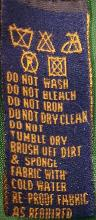 DO NOT WASH
DO NOT BLEACH
DO NOT IRON
DO NOT DRY CLEAN
DO NOT
TUMBLE DRY
BRUSH OFF DIRT
& SPONGE
FABRIC WITH
COLD WATER
RE-PROOF FABRIC
AS REQUIRED